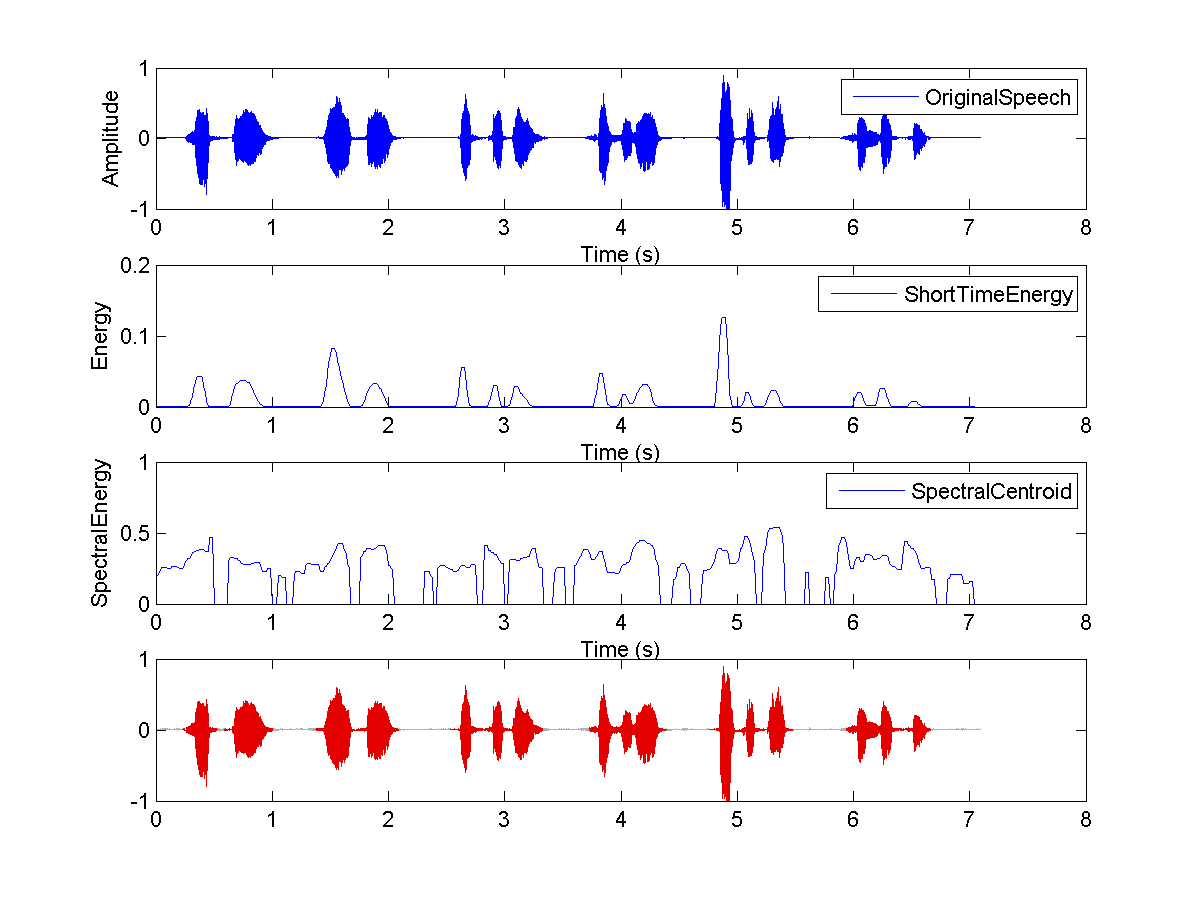 1
0
-1
Amplitude
OriginalSpeech
0 1 2 3 4 5 6 7 8
Time (s)
0.2
0.1
0
Energy
ShortTimeEnergy
0 1 2 3 4 5 6 7 8
Time (s)
1
0.5
0
SpectralEnergy
SpectralCentroid
0 1 2 3 4 5 6 7 8
Time (s)
1
0
-1
0 1 2 3 4 5 6 7 8